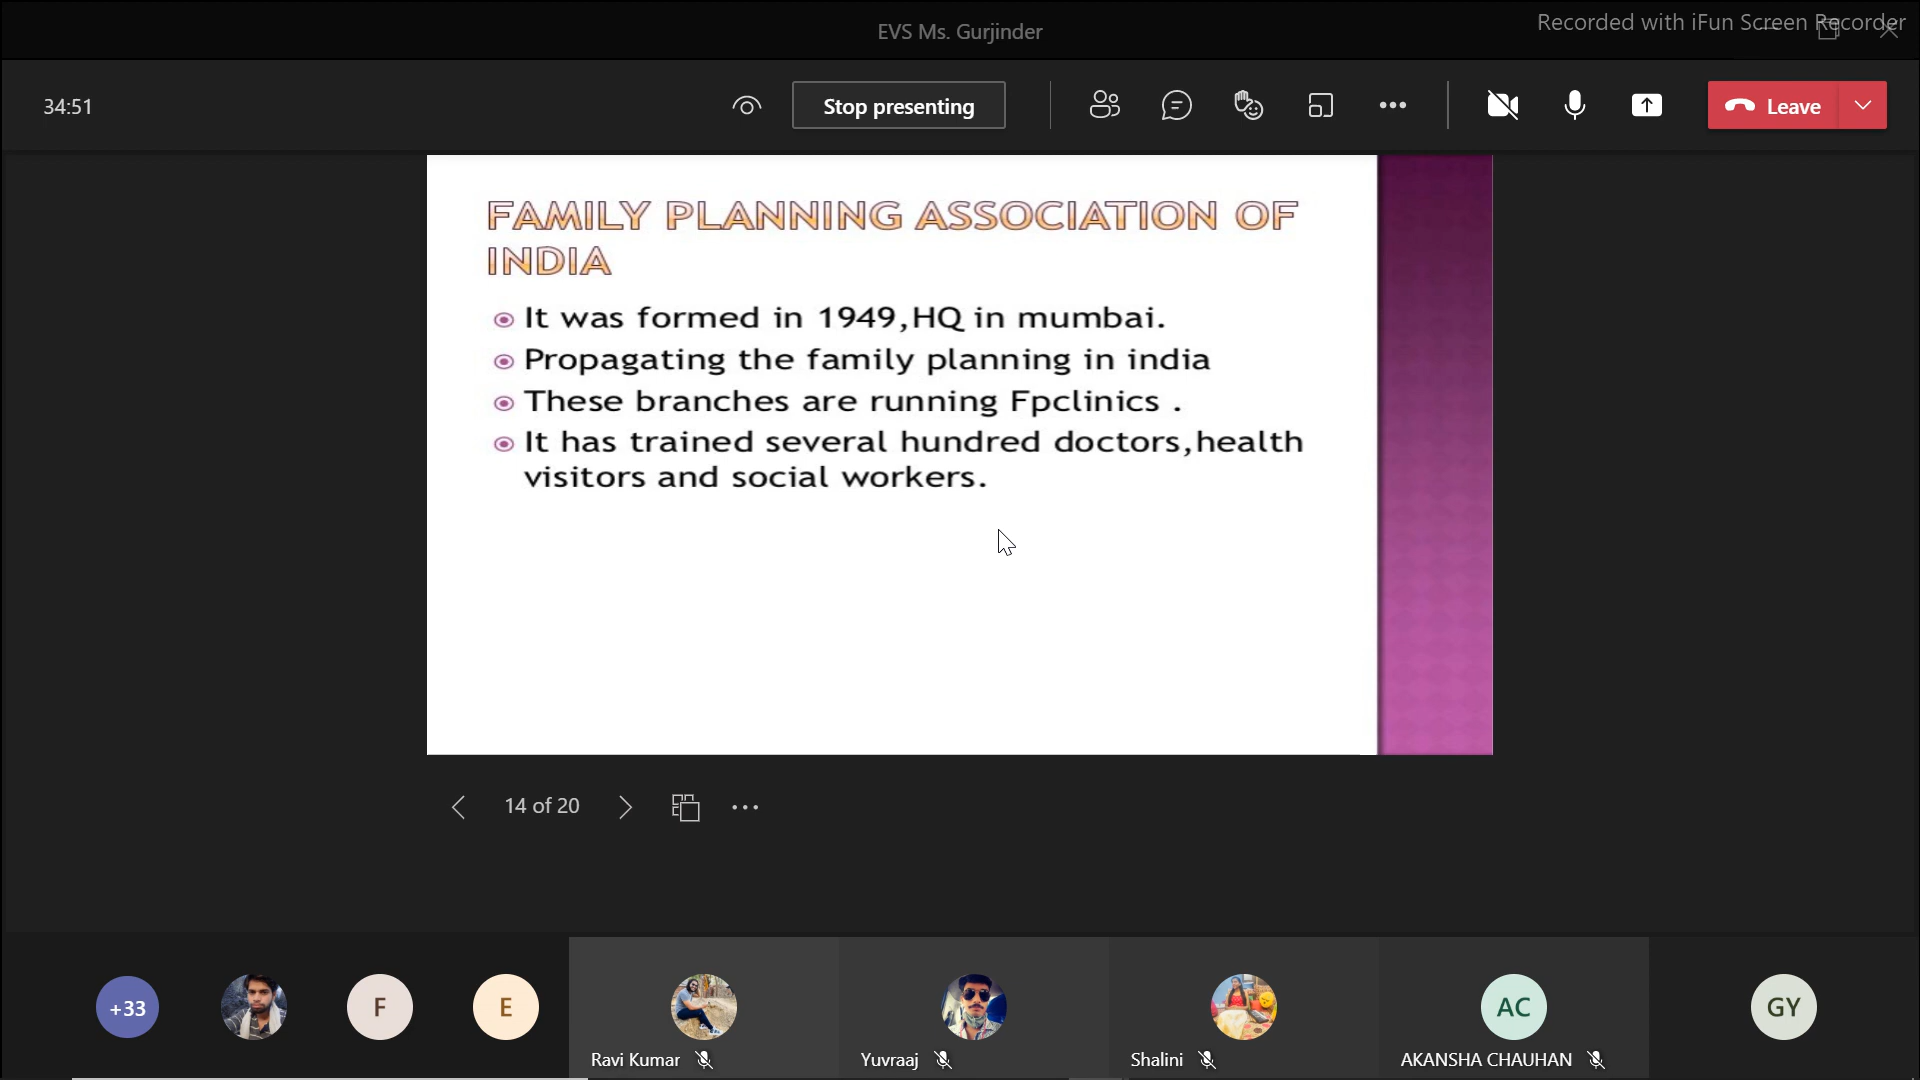 EVS Ms. Gurjinder
Recorded with iFun Screen Recorder
34:51
Stop presenting
Leave
FAMILY PLANNING ASSOCIATION OF
INDIA
It was formed in 1949,HQ in mumbai.
Propagating the family planning in india
These branches are running Fpclinics .
It has trained several hundred doctors,health
visitors and social workers.
14 of 20
+33
F
E
AC
GY
Ravi Kumar
Yuvraaj
Shalini
AKANSHA CHAUHAN